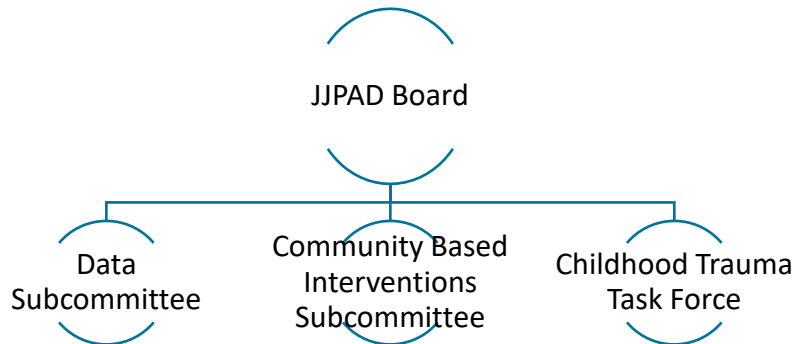 JJPAD Board
Data
Subcommittee
Community Based
Interventions
Subcommittee
Childhood Trauma
Task Force